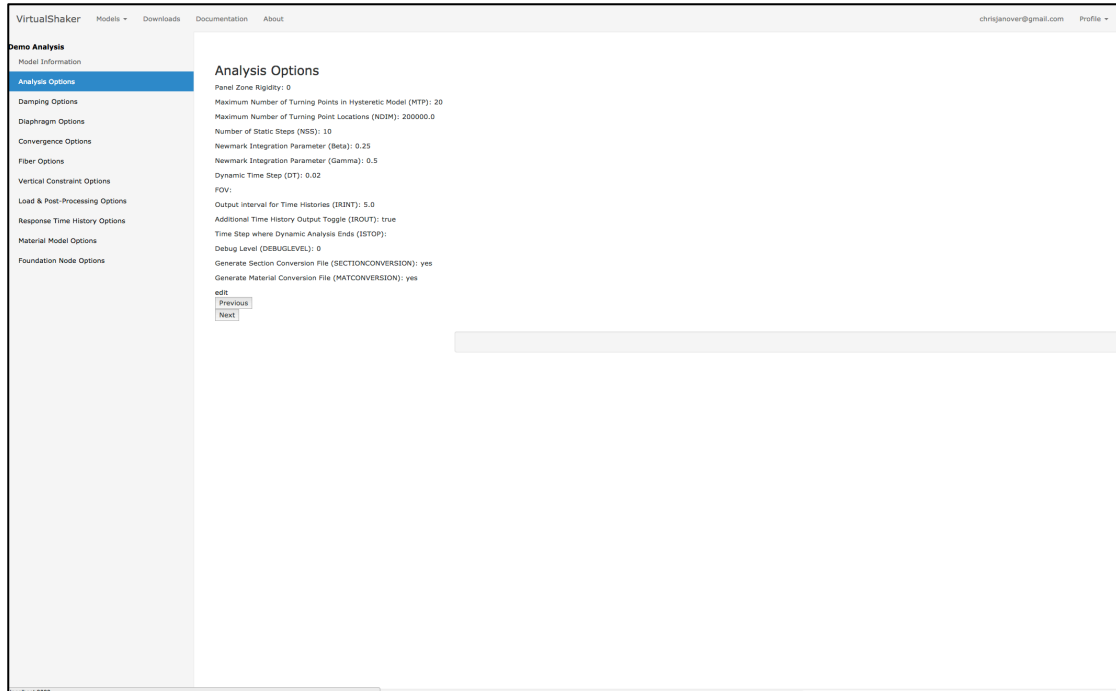 VirtualShaker Models Downloads Documentation About chrisjanover@gmail.com Profile
Demo Analysis
Model Information
Analysis Options
Damping Options
Diaphragm Options
Convergence Options
Fiber Options
Vertical Constraint Options
Load & Post-Processing Options
Response Time History Options
Material Model Options
Foundation Node Options
Analysis Options
Panel Zone Rigidity: 0
Maximum Number of Turning Points in Hysteretic Model (MTP): 20
Maximum Number of Turning Point Locations (NDIM): 200000.0
Number of Static Steps (NSS): 10
Newmark Integration Parameter (Beta): 0.25
Newmark Integration Parameter (Gamma): 0.5
Dynamic Time Step (DT): 0.02
FOV:
Output interval for Time Histories (IRINT): 5.0
Additional Time History Output Toggle (IROUT): true
Time Step where Dynamic Analysis Ends (ISTOP):
Debug Level (DEBUGLEVEL): 0
Generate Section Conversion File (SECTIONCONVERSION): yes
Generate Material Conversion File (MATCONVERSION): yes
edit
Previous
Next